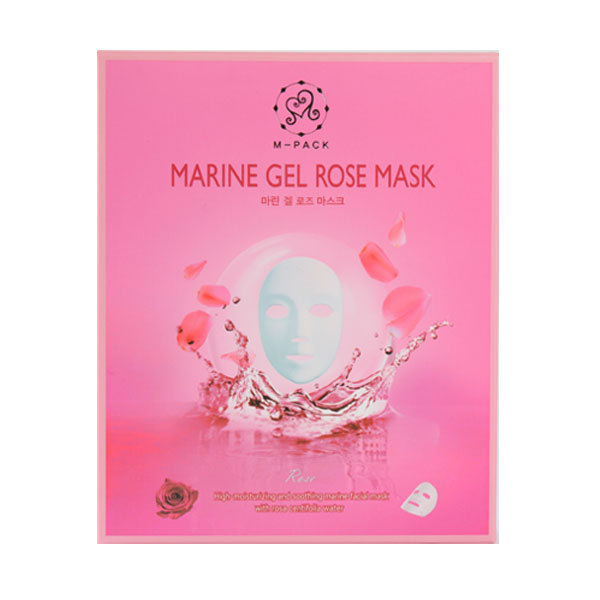 M-PACK
MARINE GEL ROSE MASK
마린 겔 로즈 마스크
Rose
High-moisturizing and soothing marine facial mask
with rosa centifolia water